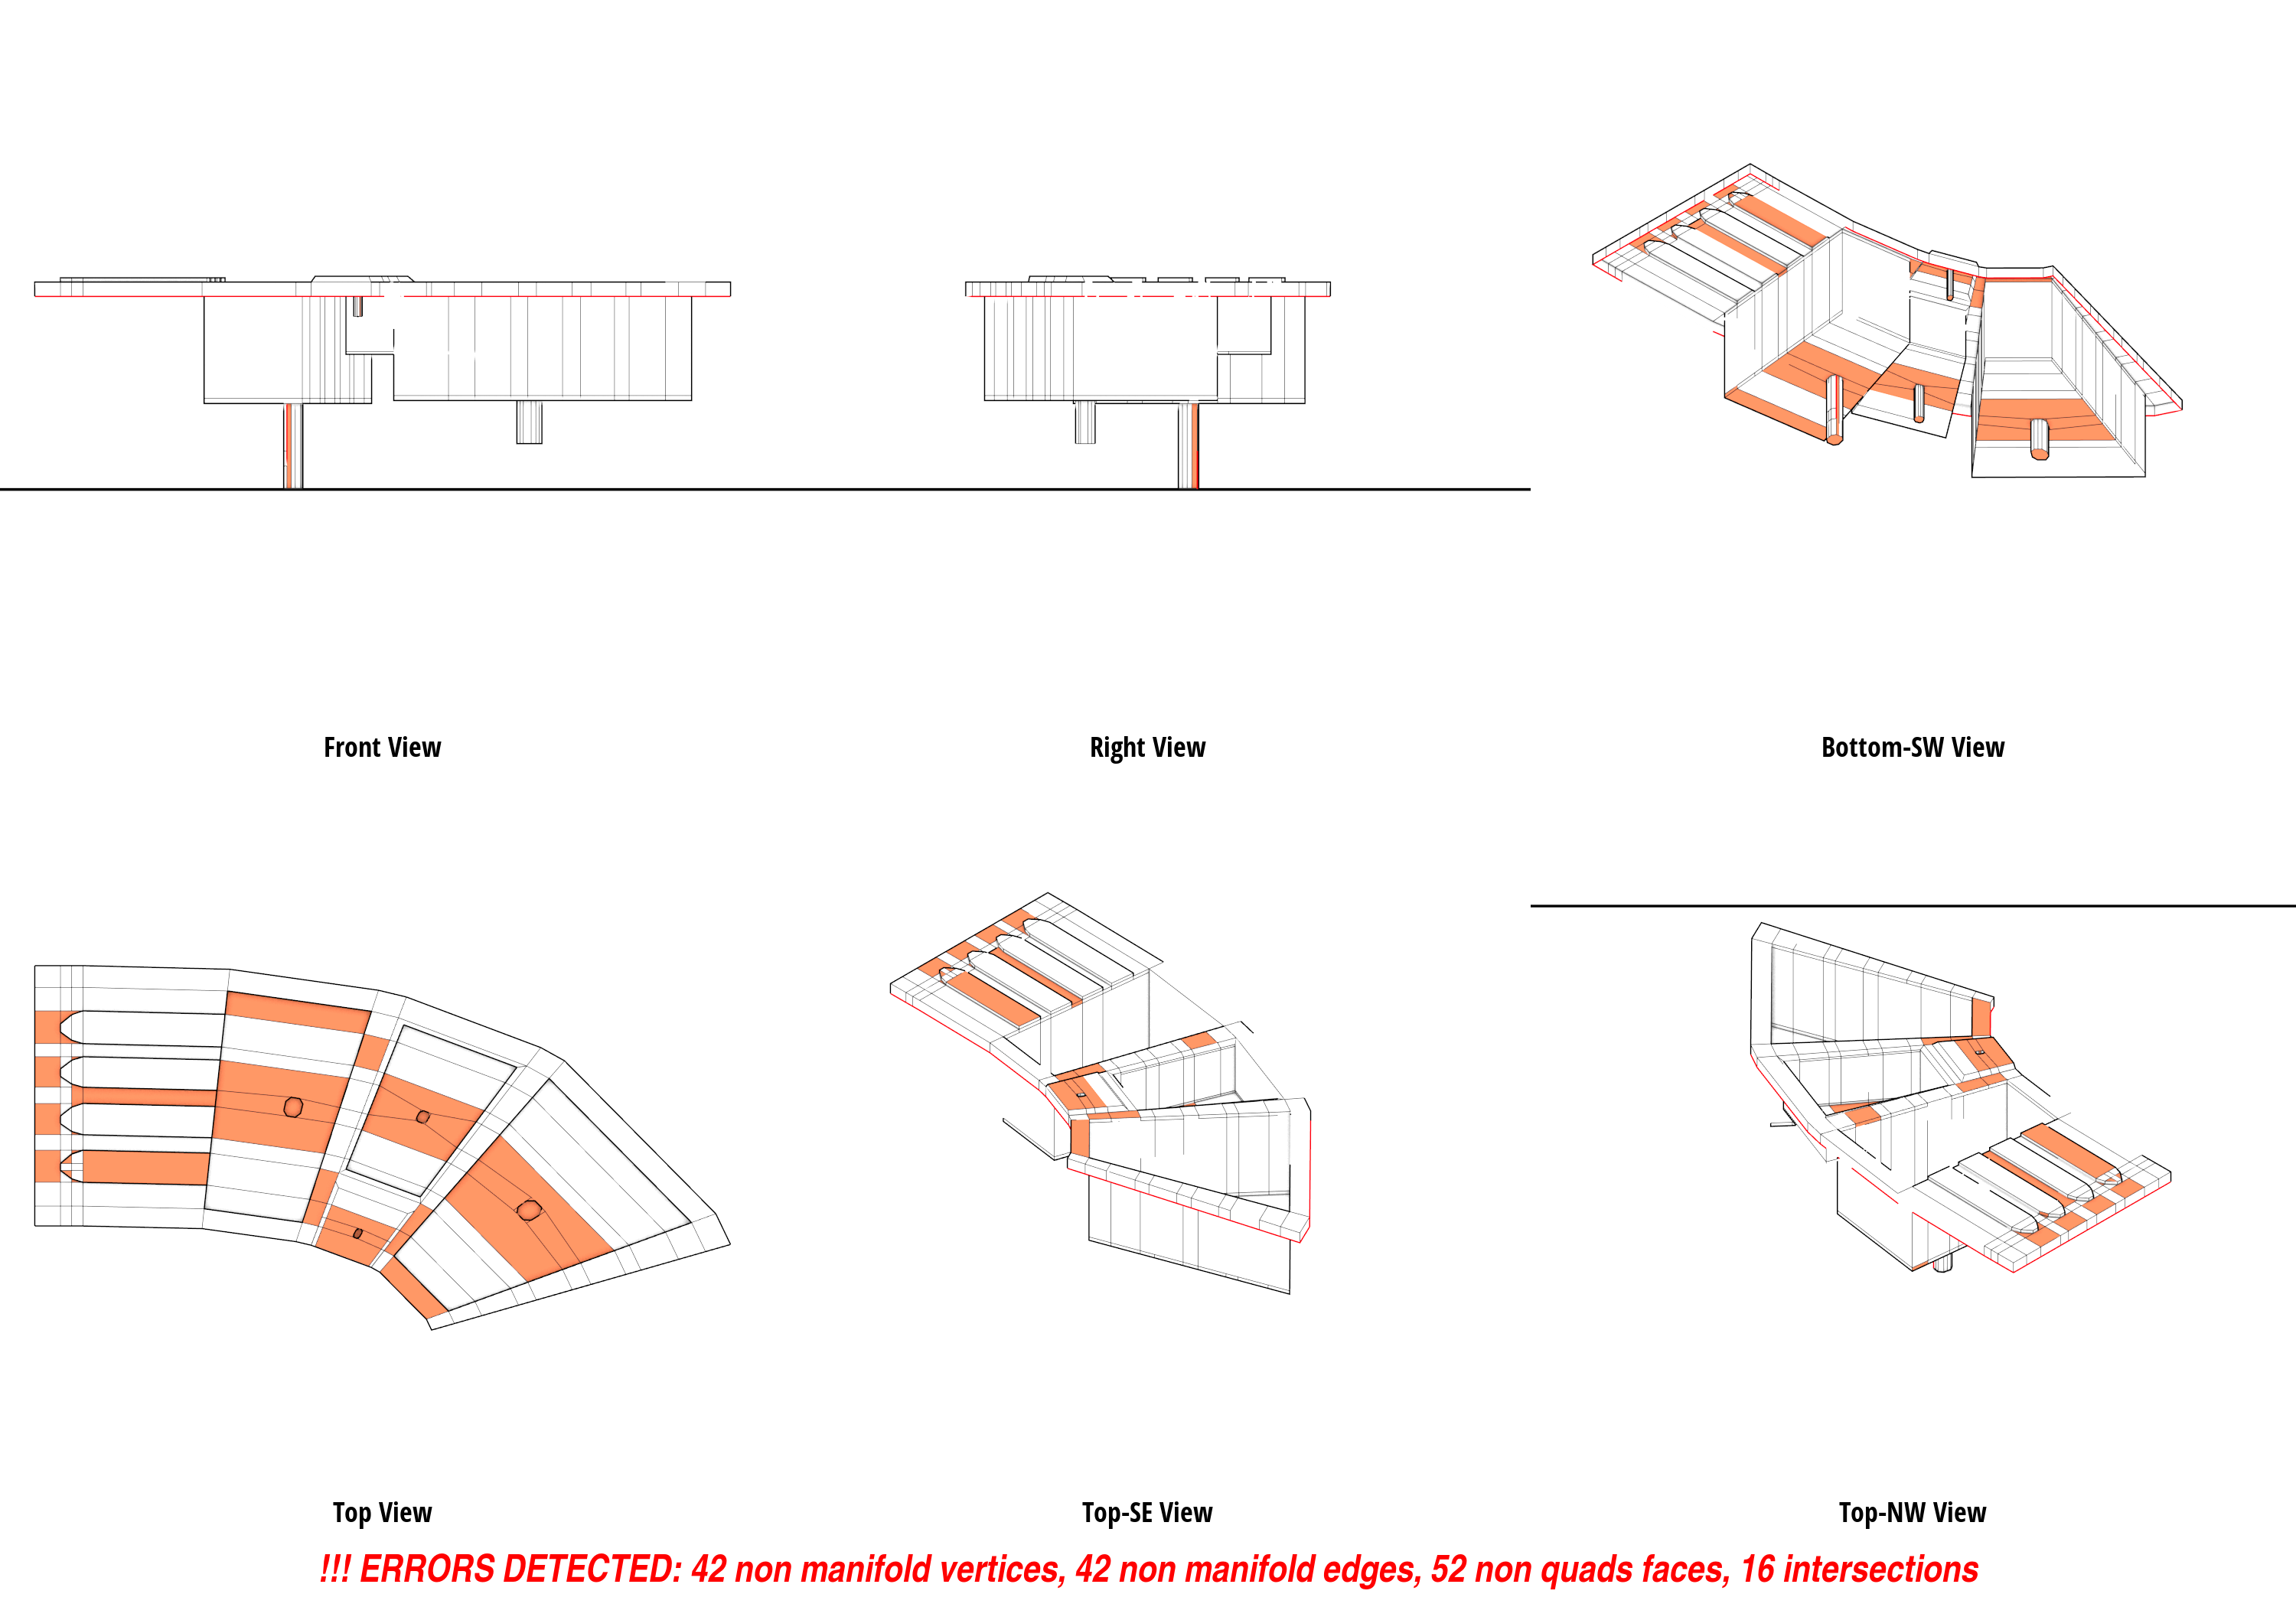 Front View
Right View
Bottom-SW View
Top View
Top-SE View
Top-NW View
!!! ERRORS DETECTED: 42 non manifold vertices, 42 non manifold edges, 52 non quads faces, 16 intersections